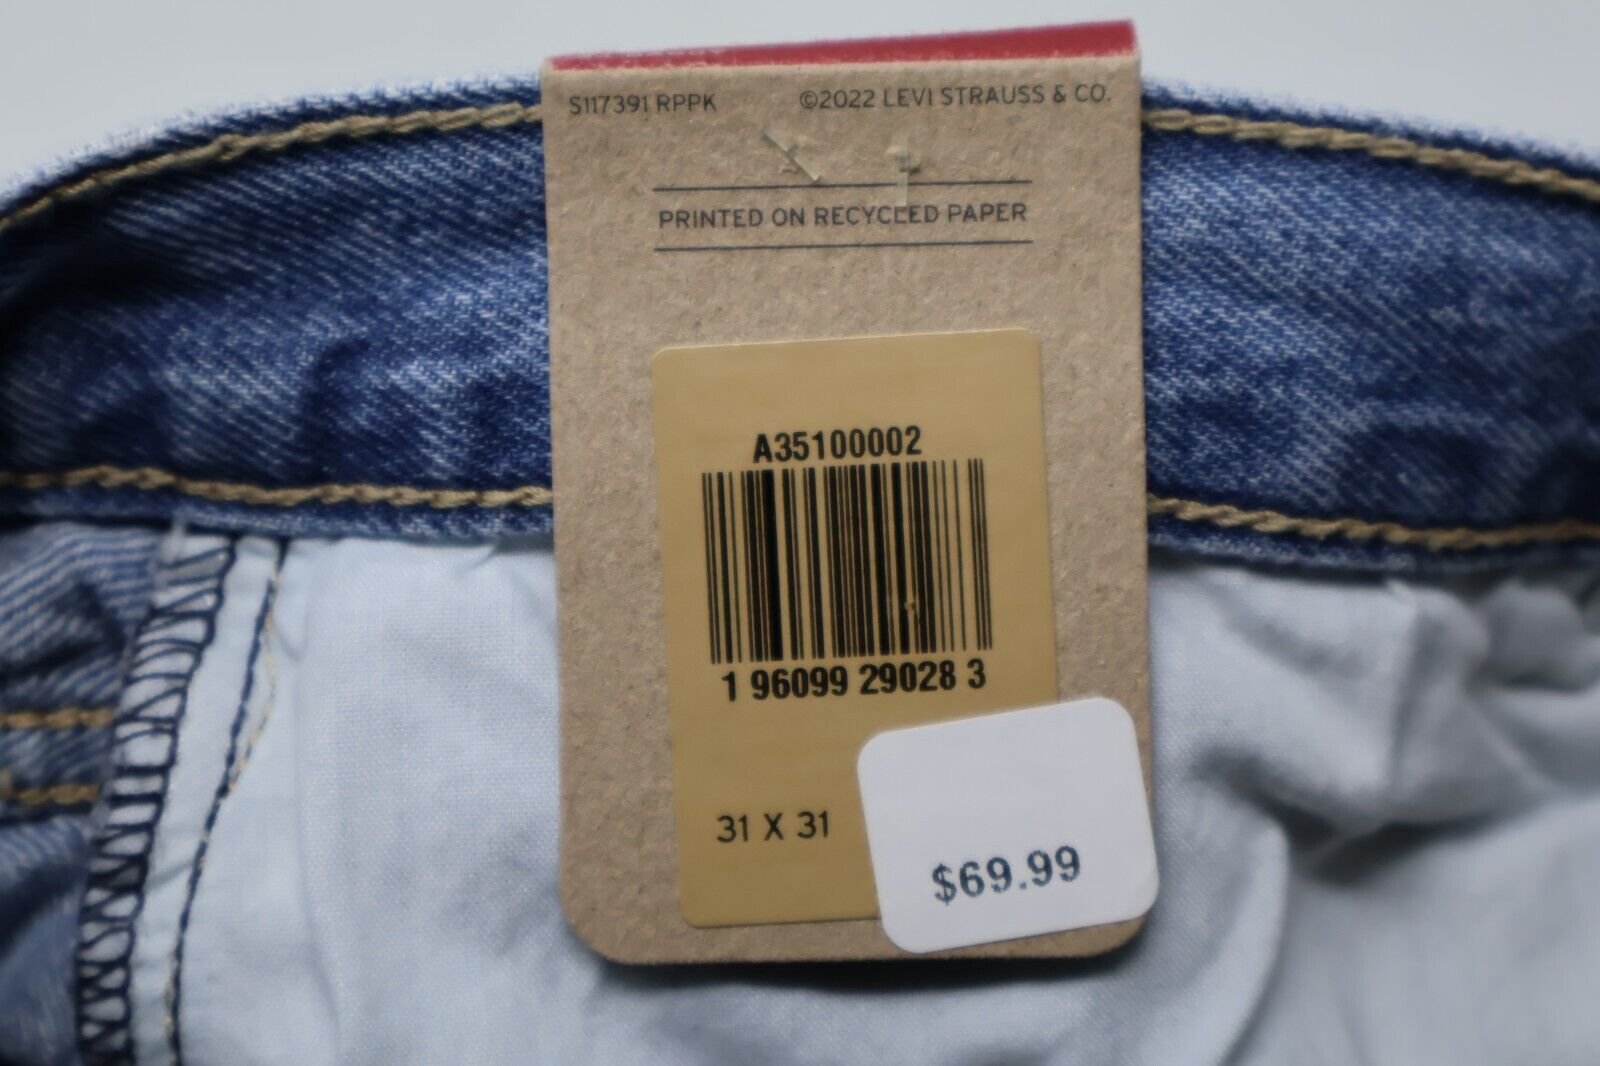 S117391 RPPK ©2022 LEVI STRAUSS & CO.
PRINTED ON RECYCLED PAPER
A35100002
1 96099 29028 3
31 X 31
$69.99